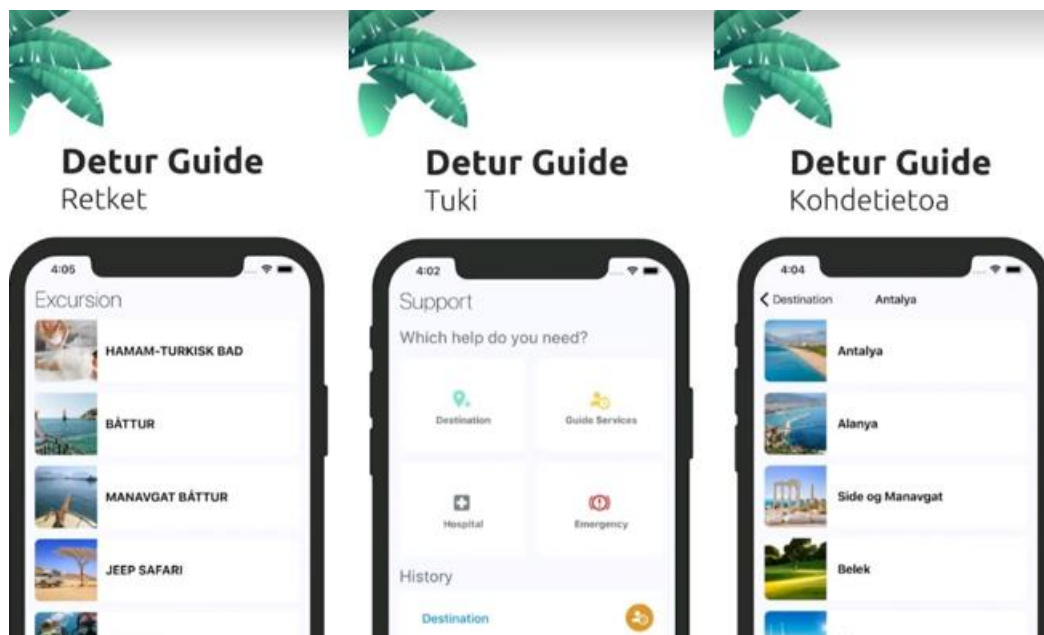 Detur Guide
Retket
4:05
Excursion
HAMAM-TURKISK BAD
BÅTTUR
MANAVGAT BÅTTUR
JEEP SAFARI
Detur Guide
Tuki
4:02
Support
Which help do you need?
Destination
Guide Services
Hospital
Emergency
History
Destination
Detur Guide
Kohdetietoa
4:04
Destination
Antalya
Antalya
Alanya
Side og Manavgat
Belek